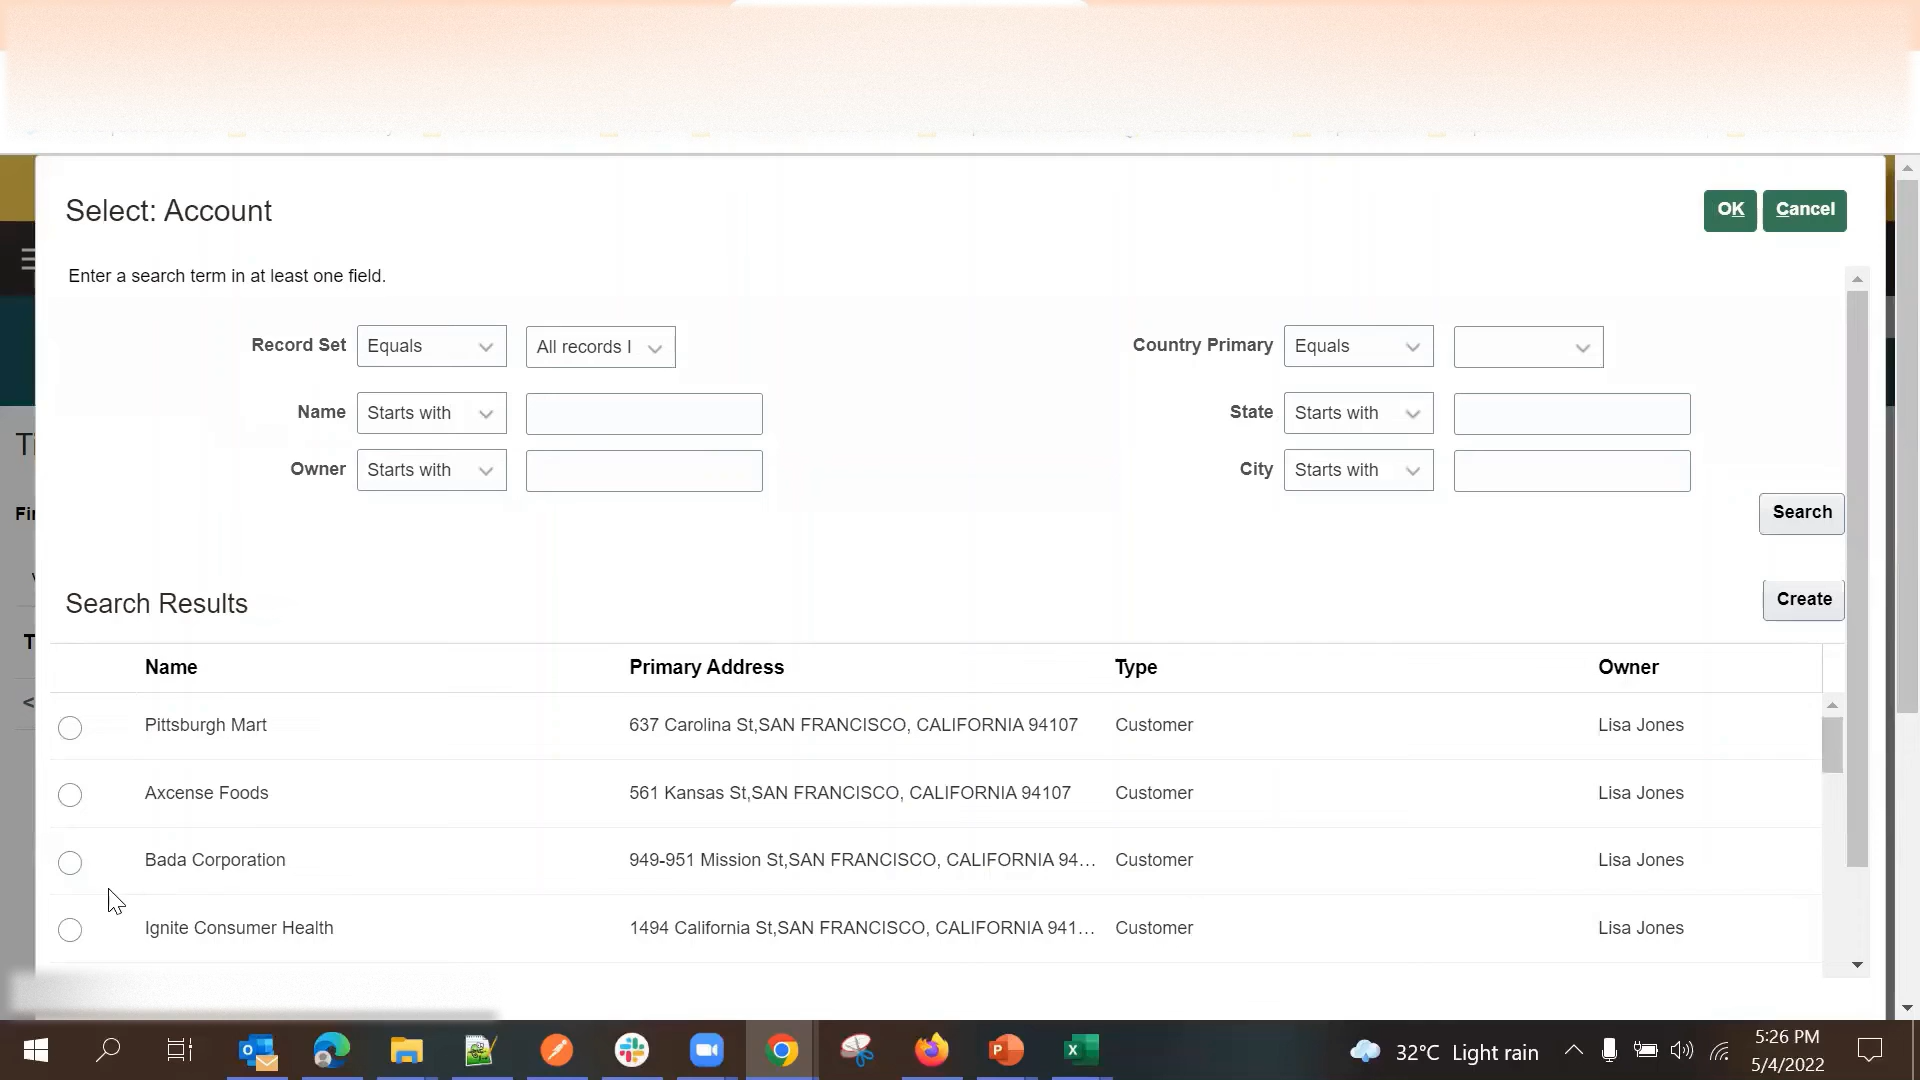 Select: Account
OK
Cancel
Enter a search term in at least one field.
Record Set Equals All records I
Country Primary Equals
Name Starts with
State Starts with
Owner Starts with
City Starts with
Search
Search Results
Create
Name Primary Address Type Owner
Pittsburgh Mart 637 Carolina St,SAN FRANCISCO, CALIFORNIA 94107 Customer Lisa Jones
Axcense Foods 561 Kansas St,SAN FRANCISCO, CALIFORNIA 94107 Customer Lisa Jones
Bada Corporation 949-951 Mission St,SAN FRANCISCO, CALIFORNIA 94... Customer Lisa Jones
Ignite Consumer Health 1494 California St,SAN FRANCISCO, CALIFORNIA 941... Customer Lisa Jones
32°C Light rain
5:26 PM
5/4/2022